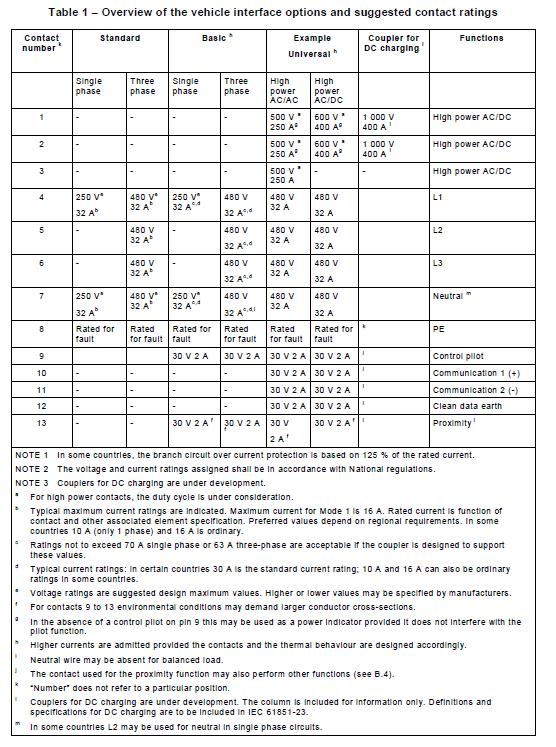 Table 1 – Overview of the vehicle interface options and suggested contact ratings
Contact number k | Standard | Basic h | Example Universal h | Coupler for DC charging l | Functions
Single phase | Three phase | Single phase | Three phase | High power AC/AC | High power AC/DC
1 | - | - | - | - | 500 V e 250 A g | 600 V e 400 A g | 1 000 V 400 A l | High power AC/DC
2 | - | - | - | - | 500 V e 250 A g | 600 V e 400 A g | 1 000 V 400 A l | High power AC/DC
3 | - | - | - | - | 500 V e 250 A | - | - | High power AC/DC
4 | 250 V e 32 A b | 480 V e 32 A b | 250 V e 32 A c,d | 480 V 32 A c,d | 480 V 32 A | 480 V 32 A | L1
5 | - | 480 V 32 A b | - | 480 V 32 A c,d | 480 V 32 A | 480 V 32 A | L2
6 | - | 480 V 32 A b | - | 480 V 32 A c,d | 480 V 32 A | 480 V 32 A | L3
7 | 250 V e 32 A b | 480 V e 32 A b | 250 V e 32 A c,d | 480 V 32 A c,d,i | 480 V 32 A | 480 V 32 A | Neutral m
8 | Rated for fault | Rated for fault | Rated for fault | Rated for fault | Rated for fault | Rated for fault | k | PE
9 | 30 V 2 A | 30 V 2 A | 30 V 2 A | 30 V 2 A | l | Control pilot
10 | - | - | - | - | 30 V 2 A | 30 V 2 A | l | Communication 1 (+)
11 | - | - | - | - | 30 V 2 A | 30 V 2 A | l | Communication 2 (-)
12 | - | - | - | - | 30 V 2 A | 30 V 2 A | l | Clean data earth
13 | - | - | 30 V 2 A f | 30 V 2 A f | 30 V 2 A f | 30 V 2 A f | l | Proximity j
NOTE 1 In some countries, the branch circuit over current protection is based on 125 % of the rated current.
NOTE 2 The voltage and current ratings assigned shall be in accordance with National regulations.
NOTE 3 Couplers for DC charging are under development.
a For high power contacts, the duty cycle is under consideration.
b Typical maximum current ratings are indicated. Maximum current for Mode 1 is 16 A. Rated current is function of
contact and other associated element specification. Preferred values depend on regional requirements. In some
countries 10 A (only 1 phase) and 16 A is ordinary.
c Ratings not to exceed 70 A single phase or 63 A three-phase are acceptable if the coupler is designed to support
these values.
d Typical current ratings: in certain countries 30 A is the standard current rating; 10 A and 16 A can also be ordinary
ratings in some countries.
e Voltage ratings are suggested design maximum values. Higher or lower values may be specified by manufacturers.
f For contacts 9 to 13 environmental conditions may demand larger conductor cross-sections.
g In the absence of a control pilot on pin 9 this may be used as a power indicator provided it does not interfere with the
pilot function.
h Higher currents are admitted provided the contacts and the thermal behaviour are designed accordingly.
i Neutral wire may be absent for balanced load.
j The contact used for the proximity function may also perform other functions (see B.4).
k "Number" does not refer to a particular position.
l Couplers for DC charging are under development. The column is included for information only. Definitions and
specifications for DC charging are to be included in IEC 61851-23.
m In some countries L2 may be used for neutral in single phase circuits.